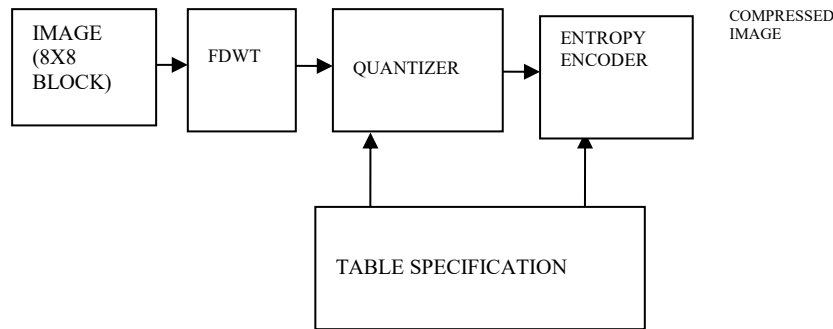 IMAGE
(8X8
BLOCK)
FDWT
QUANTIZER
ENTROPY
ENCODER
COMPRESSED
IMAGE
TABLE SPECIFICATION